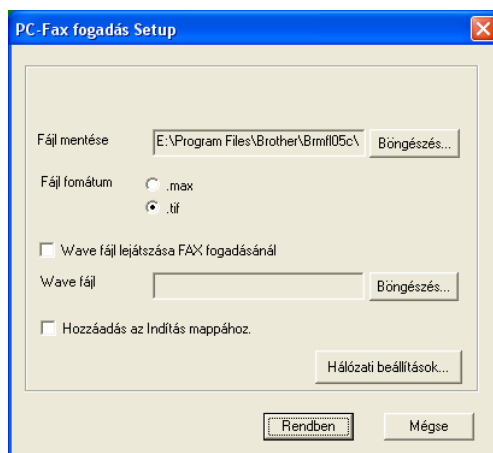 PC-Fax fogadás Setup
Fájl mentése
E:\Program Files\Brother\Brmfl05c\
Böngészés...
Fájl fomátum
.max
.tif
Wave fájl lejátszása FAX fogadásánál
Wave fájl
Böngészés...
Hozzáadás az Indítás mappához.
Hálózati beállítások...
Rendben
Mégse